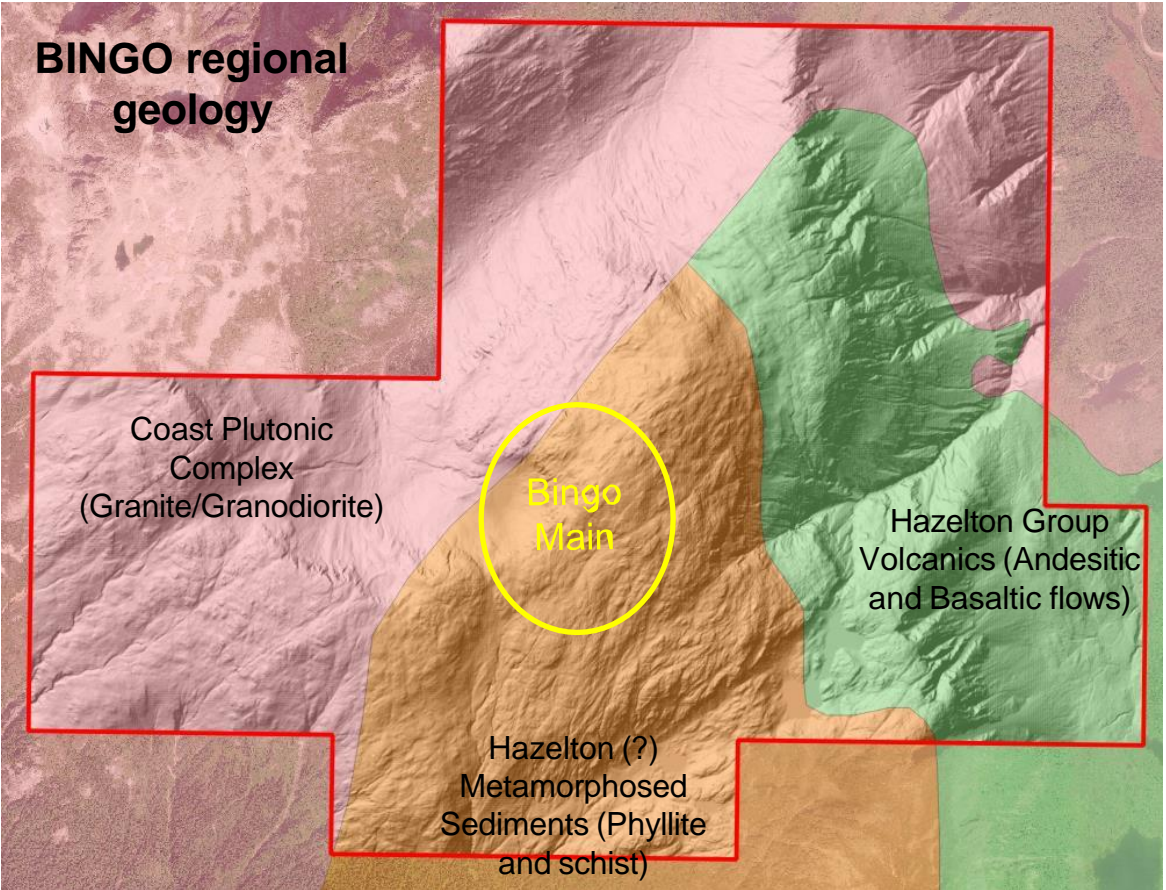 BINGO regional
geology
Coast Plutonic
Complex
(Granite/Granodiorite)
Bingo
Main
Hazelton Group
Volcanics (Andesitic
and Basaltic flows)
Hazelton (?)
Metamorphosed
Sediments (Phyllite
and schist)